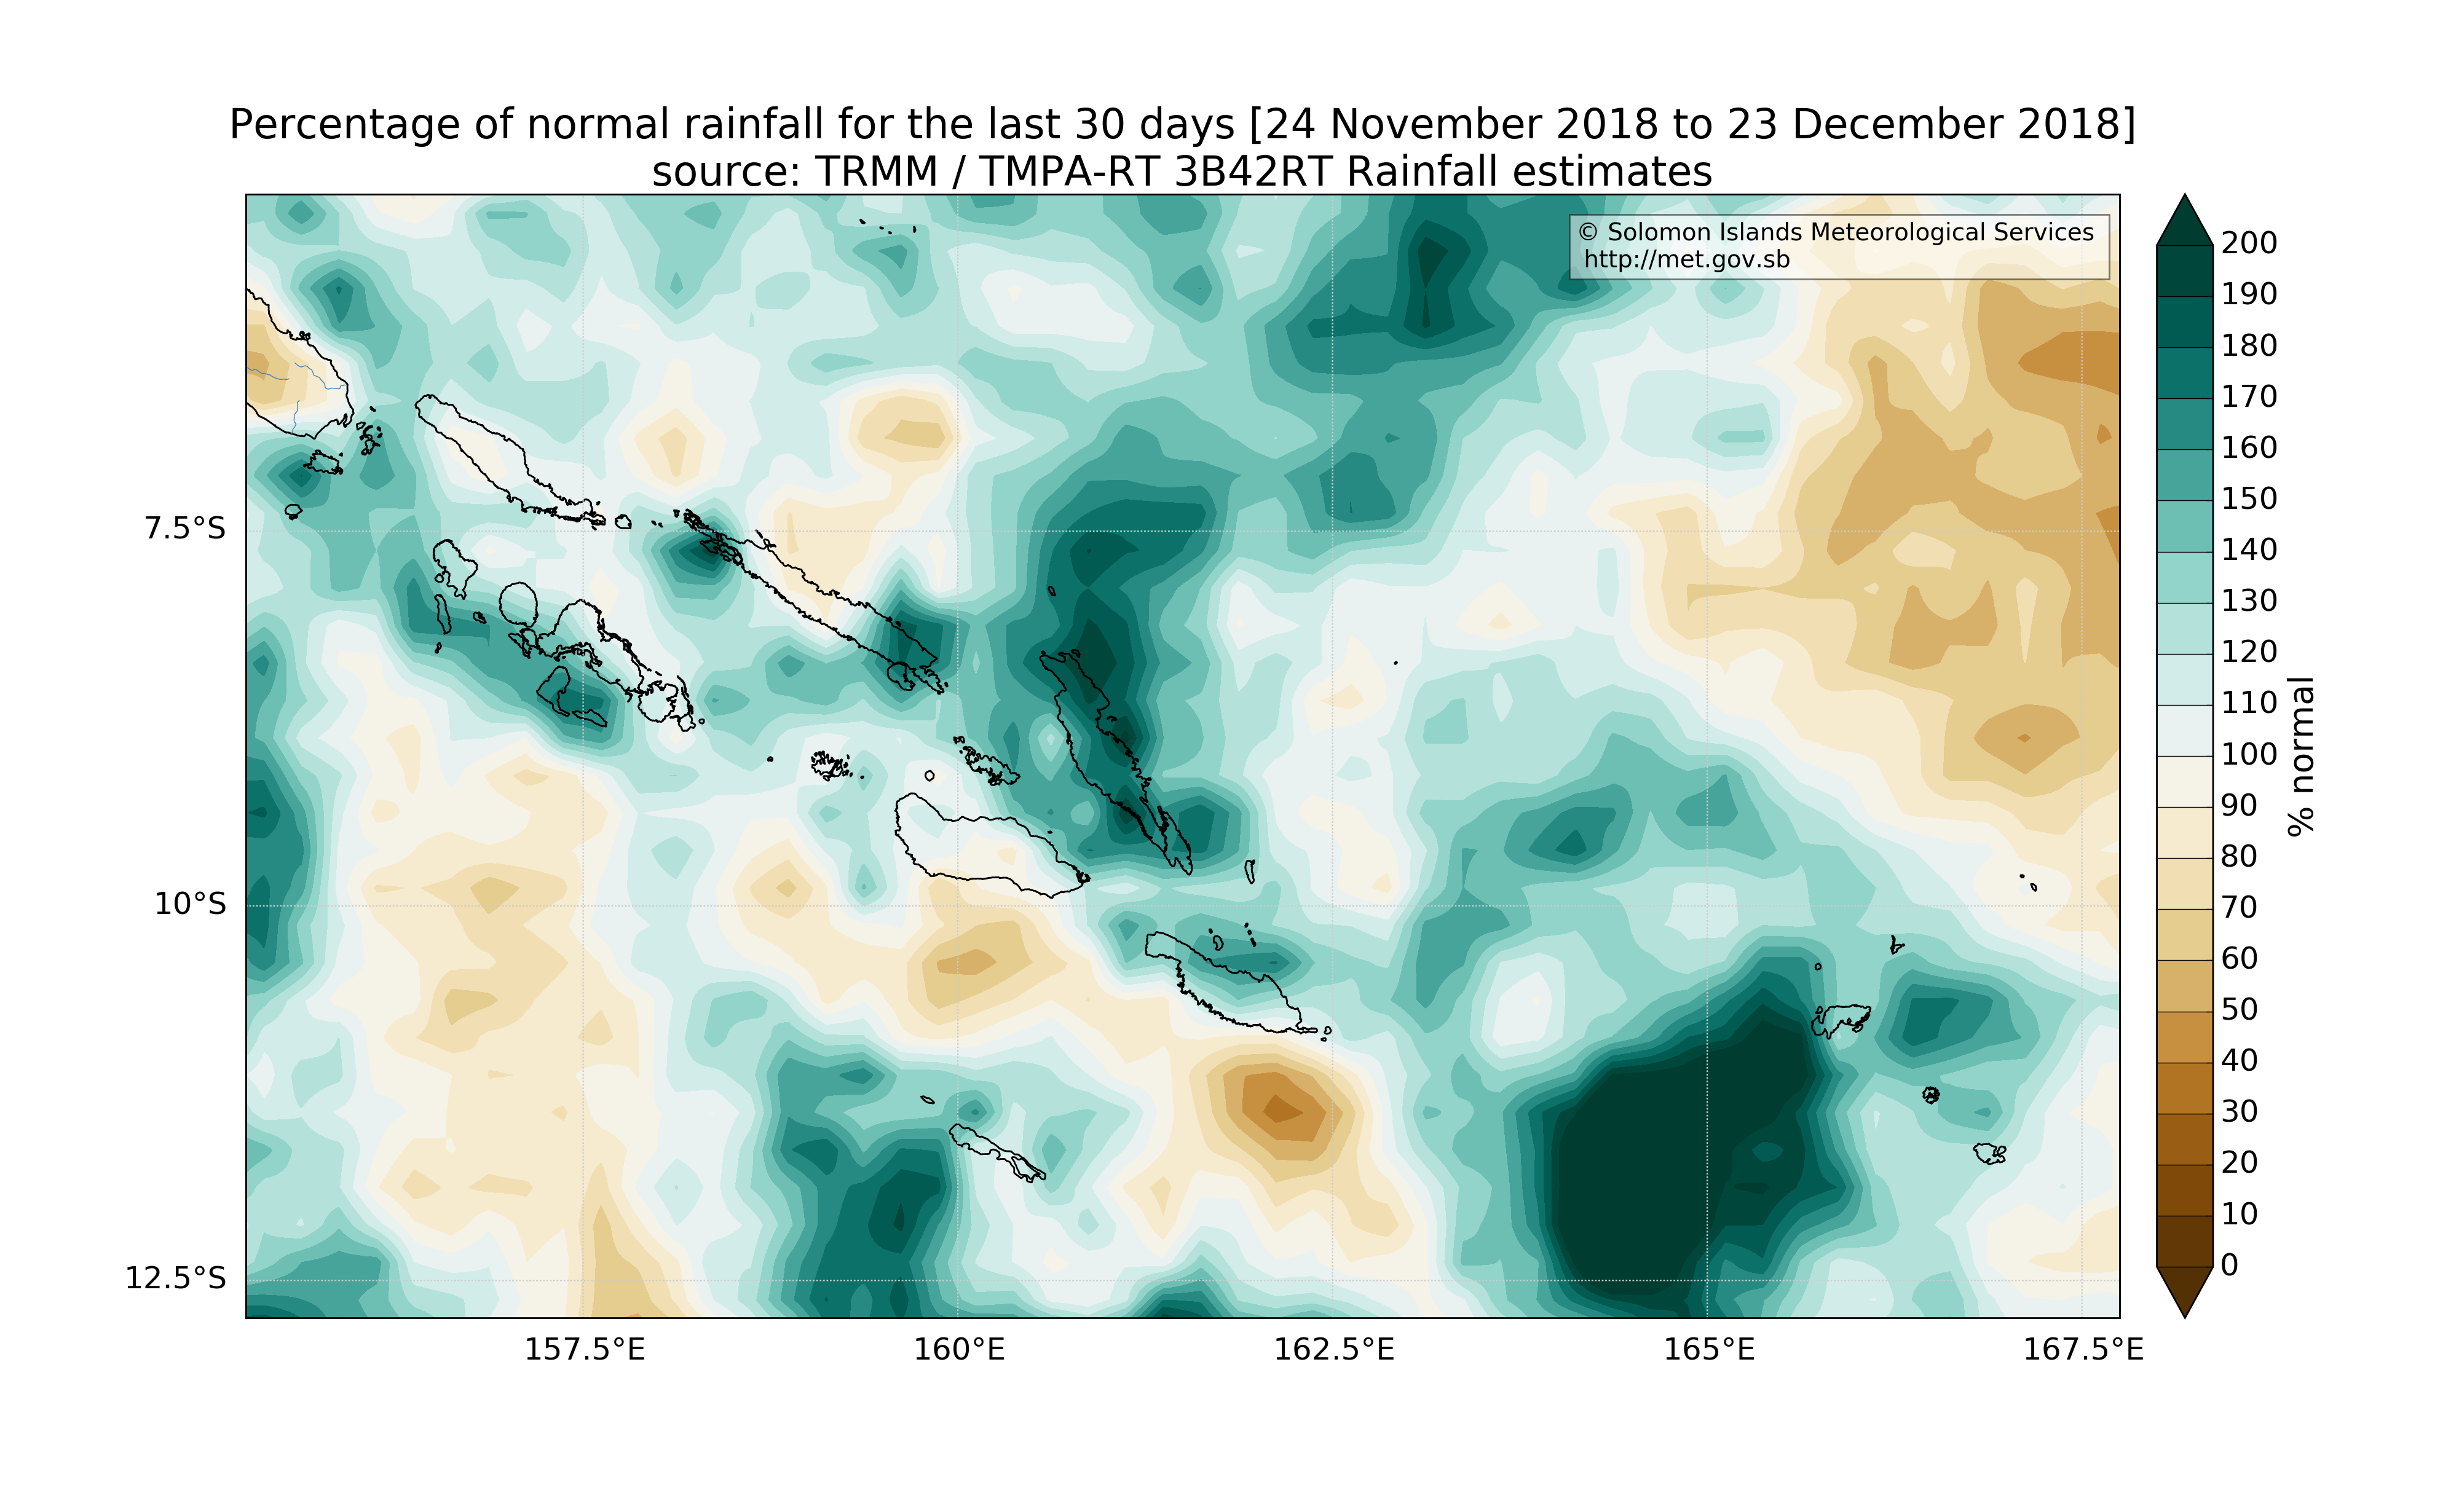 Percentage of normal rainfall for the last 30 days [24 November 2018 to 23 December 2018]
source: TRMM / TMPA-RT 3B42RT Rainfall estimates
© Solomon Islands Meteorological Services
http://met.gov.sb
7.5°S
10°S
12.5°S
157.5°E
160°E
162.5°E
165°E
167.5°E
200
190
180
170
160
150
140
130
120
110
100
90
80
70
60
50
40
30
20
10
0
% normal